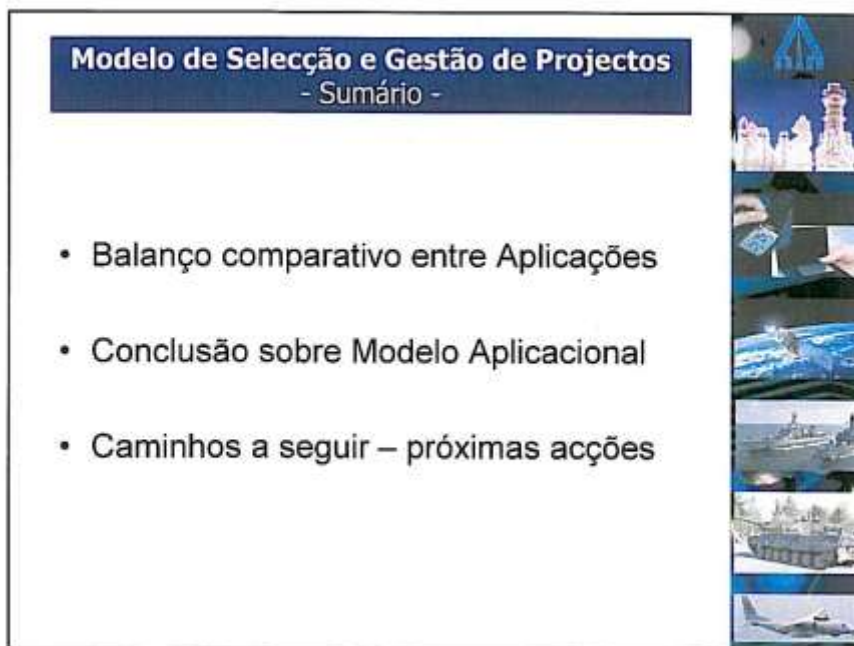 Modelo de Selecção e Gestão de Projectos
- Sumário -
• Balanço comparativo entre Aplicações
• Conclusão sobre Modelo Aplicacional
• Caminhos a seguir – próximas acções